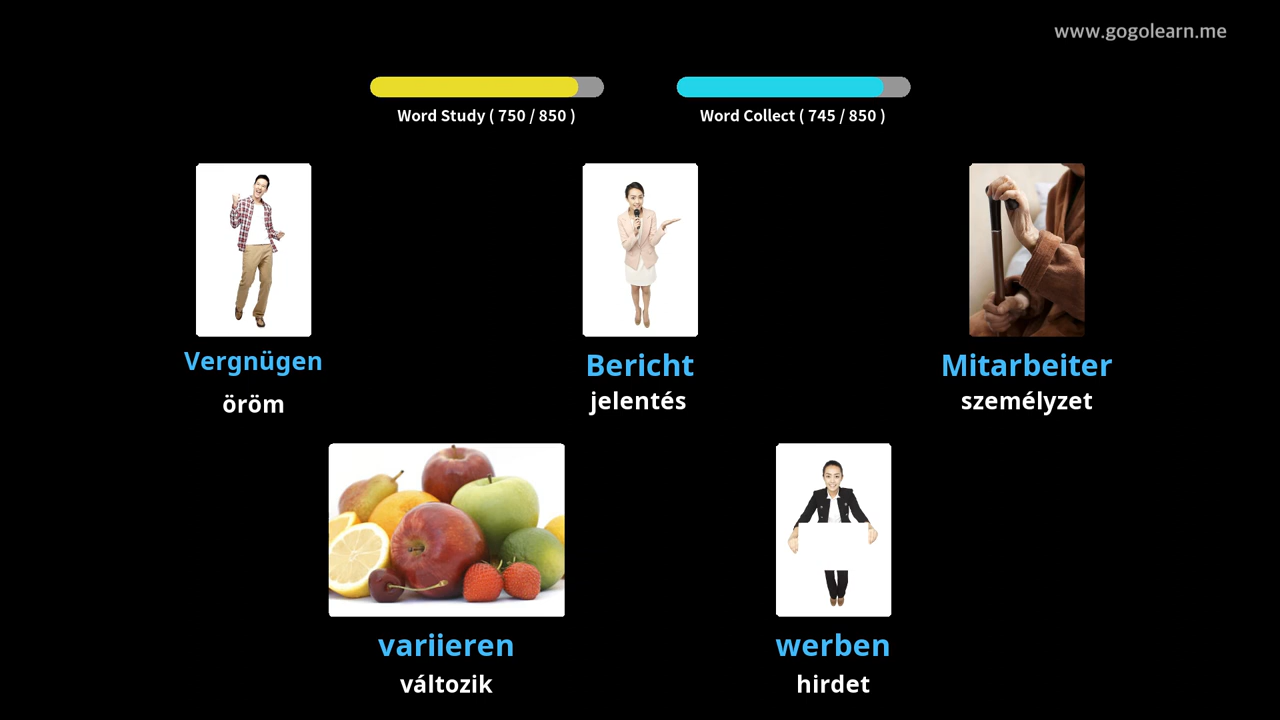 www.gogolearn.me
Word Study ( 750 / 850 )
Word Collect ( 745 / 850 )
Vergnügen
öröm
Bericht
jelentés
Mitarbeiter
személyzet
variieren
változik
werben
hirdet